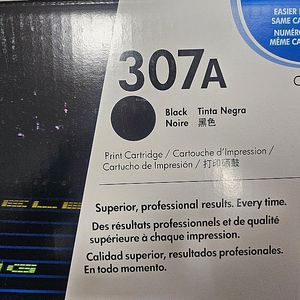 EASIER
SAME CA
NUMÉRO
MÊME CA
307A
Black Tinta Negra
Noire 黑色
Print Cartridge / Cartouche d'Impression /
Cartucho de Impresión / 打印硒鼓
Superior, professional results. Every time.
Des résultats professionnels et de qualité
supérieure à chaque impression.
Calidad superior, resultados profesionales.
En todo momento.